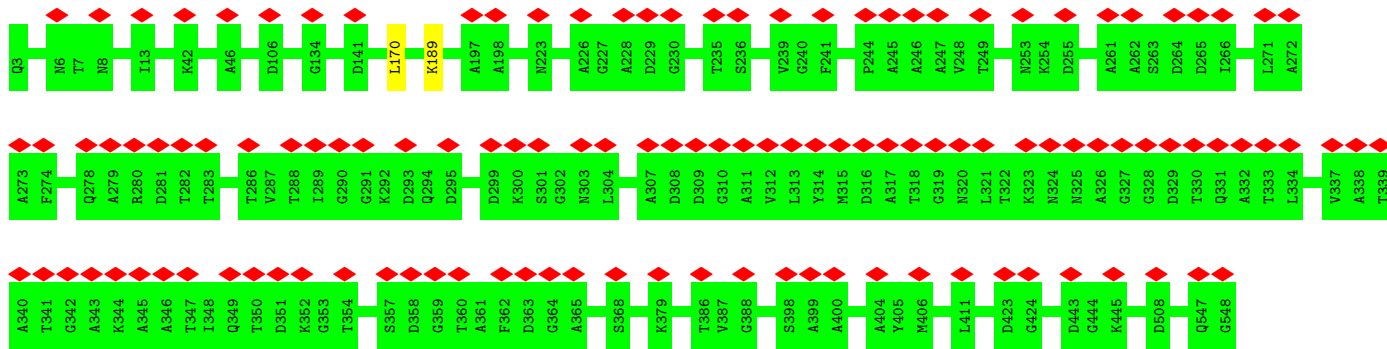 Q3 N6 I7 N8 I13 K42 A46 D106 G134 D141 L170 K189 A197 A198 N223 A226 G227 A228 D229 G230 T235 S236 V239 G240 F241 P244 A245 A246 A247 V248 T249 N253 K254 D255 A261 A262 S263 D264 D265 I266 L271 A272
A273 F274 Q278 A279 R280 D281 T282 T283 T286 V287 T288 I289 G290 G291 K292 D293 Q294 D295 D299 K300 S301 G302 N303 L304 A307 D308 D309 G310 A311 V312 L313 Y314 M315 D316 A317 T318 G319 N320 L321 T322 K323 N324 N325 A326 G327 G328 D329 T330 Q331 A332 T333 L334 V337 A338 T339
A340 T341 G342 A343 K344 A345 A346 T347 I348 Q349 T350 D351 K352 G353 T354 S357 D358 G359 T360 A361 F362 D363 G364 A365 S368 K379 T386 V387 G388 S398 A399 A400 A404 Y405 M406 L411 D423 G424 D443 G444 K445 D508 Q547 G548